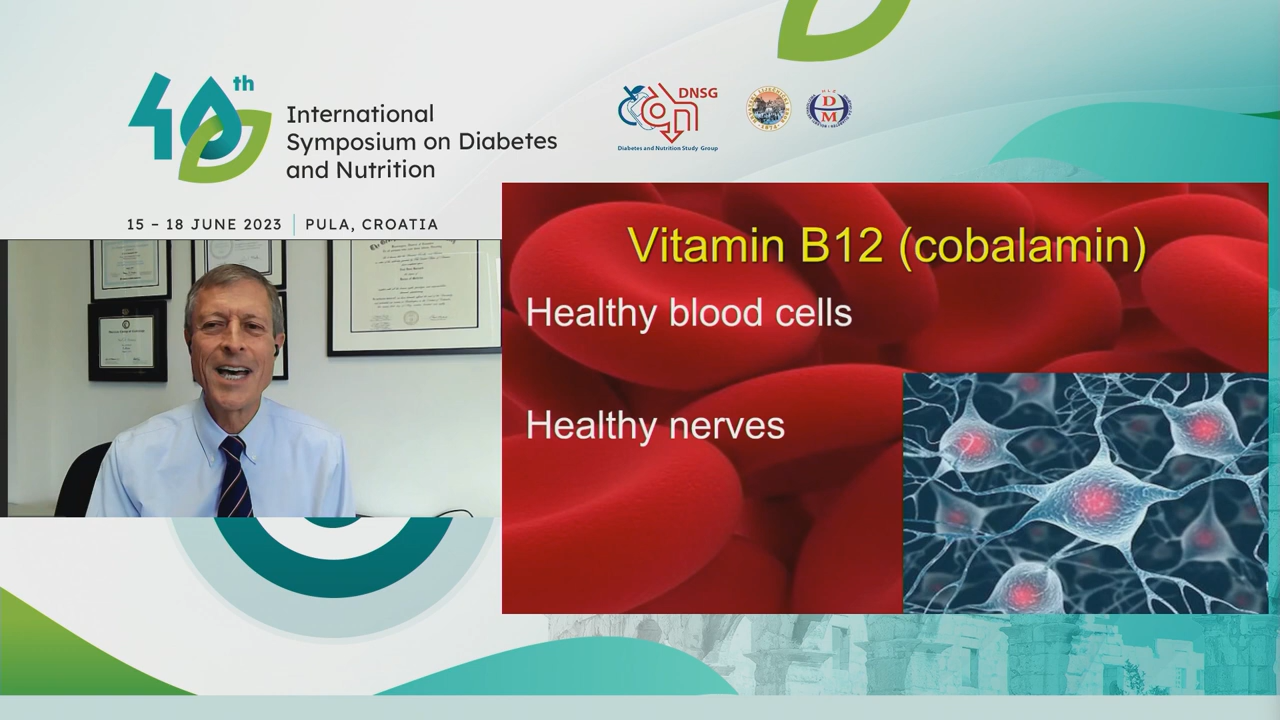 40th
International
Symposium on Diabetes
and Nutrition
15 – 18 JUNE 2023 | PULA, CROATIA
DNSG
Diabetes and Nutrition Study Group
DM
Vitamin B12 (cobalamin)
Healthy blood cells
Healthy nerves